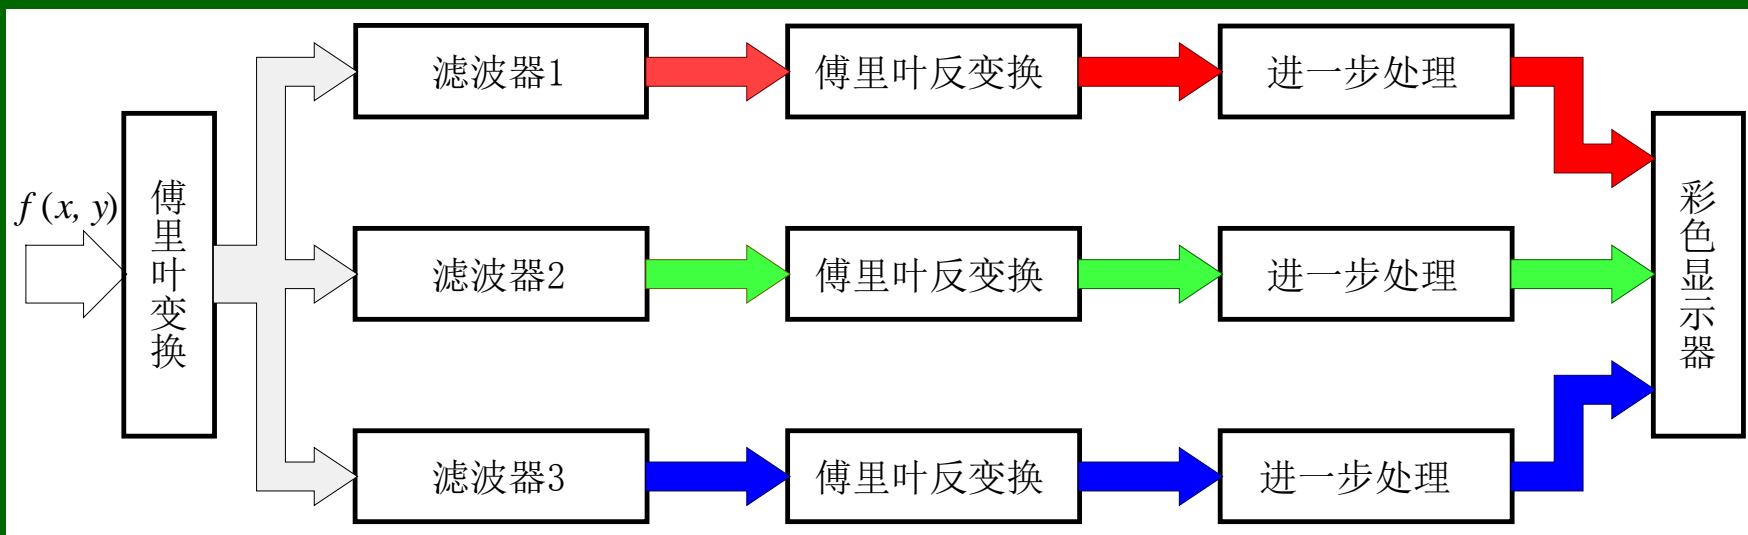 f (x, y)
傅里叶变换
滤波器1
傅里叶反变换
进一步处理
滤波器2
傅里叶反变换
进一步处理
滤波器3
傅里叶反变换
进一步处理
彩色显示器